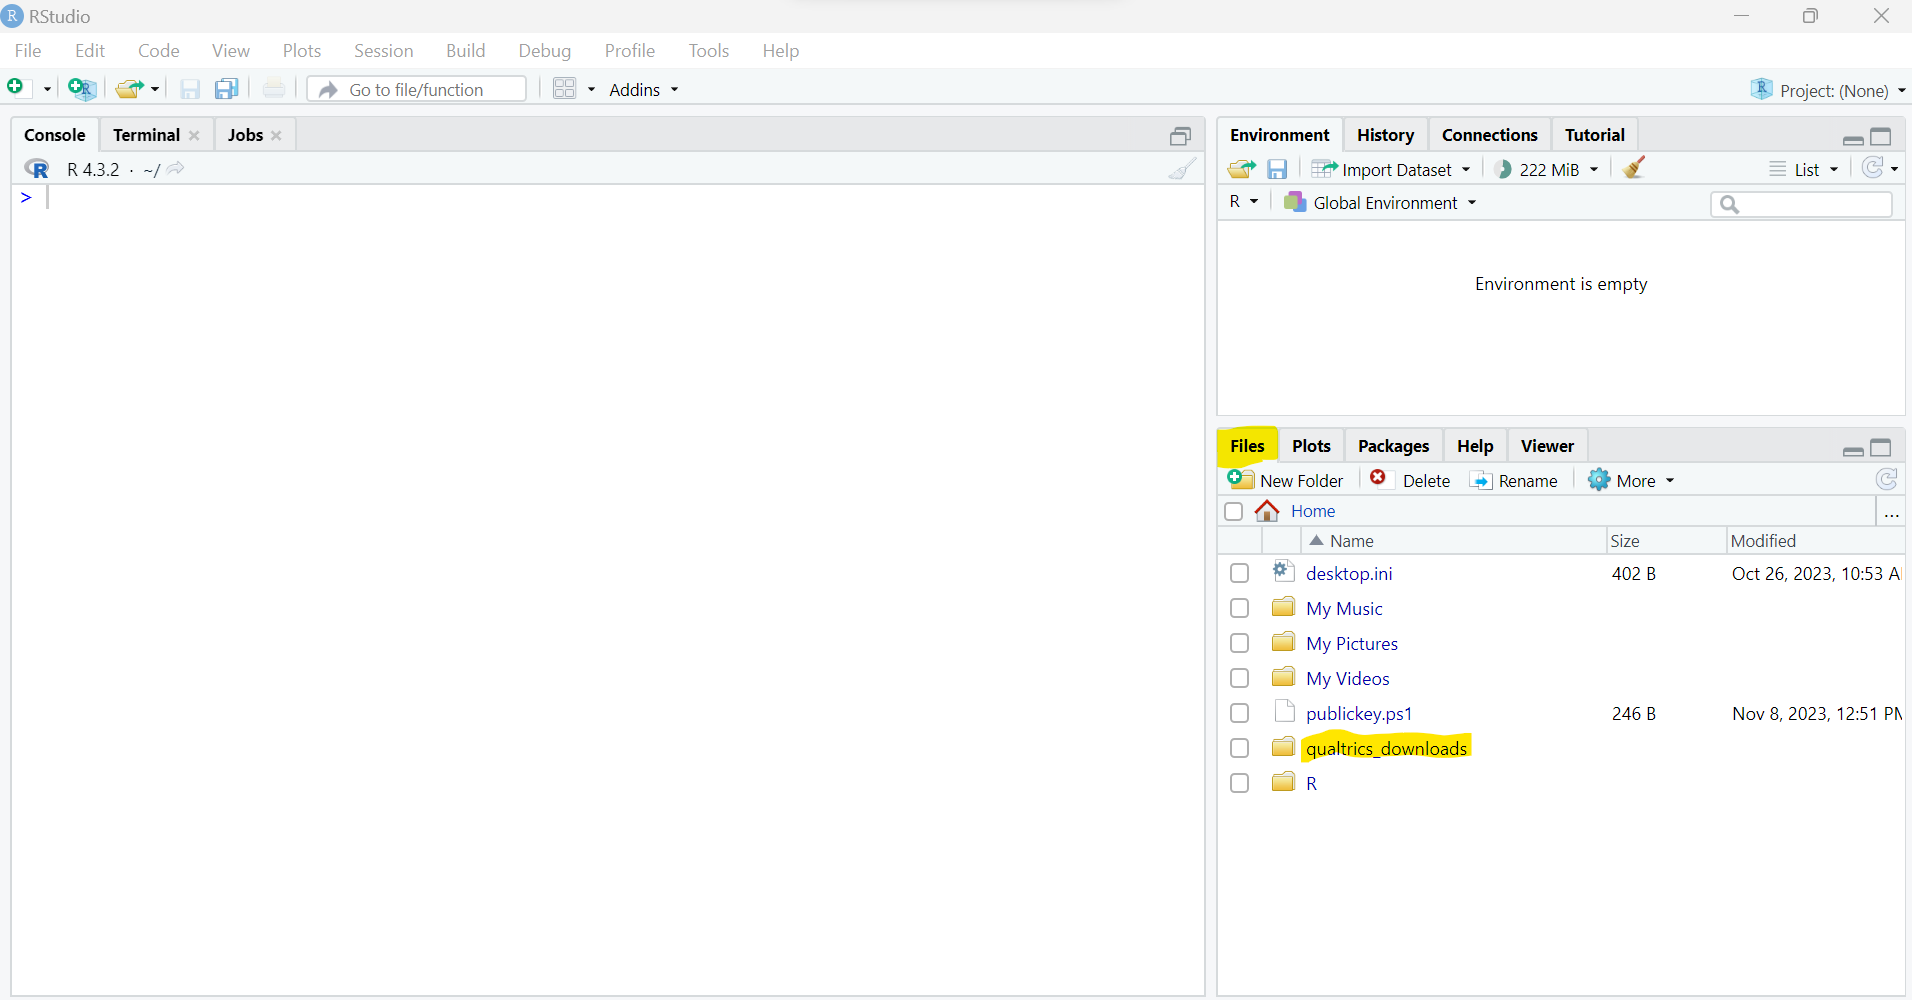 RStudio
File Edit Code View Plots Session Build Debug Profile Tools Help
Go to file/function Addins Project: (None)
Console Terminal Jobs
R 4.3.2 · ~/
>
Environment History Connections Tutorial
Import Dataset 222 MiB List
R Global Environment
Environment is empty
Files Plots Packages Help Viewer
New Folder Delete Rename More
Home ...
Name Size Modified
desktop.ini 402 B Oct 26, 2023, 10:53 A
My Music
My Pictures
My Videos
publickey.ps1 246 B Nov 8, 2023, 12:51 PM
qualtrics_downloads
R